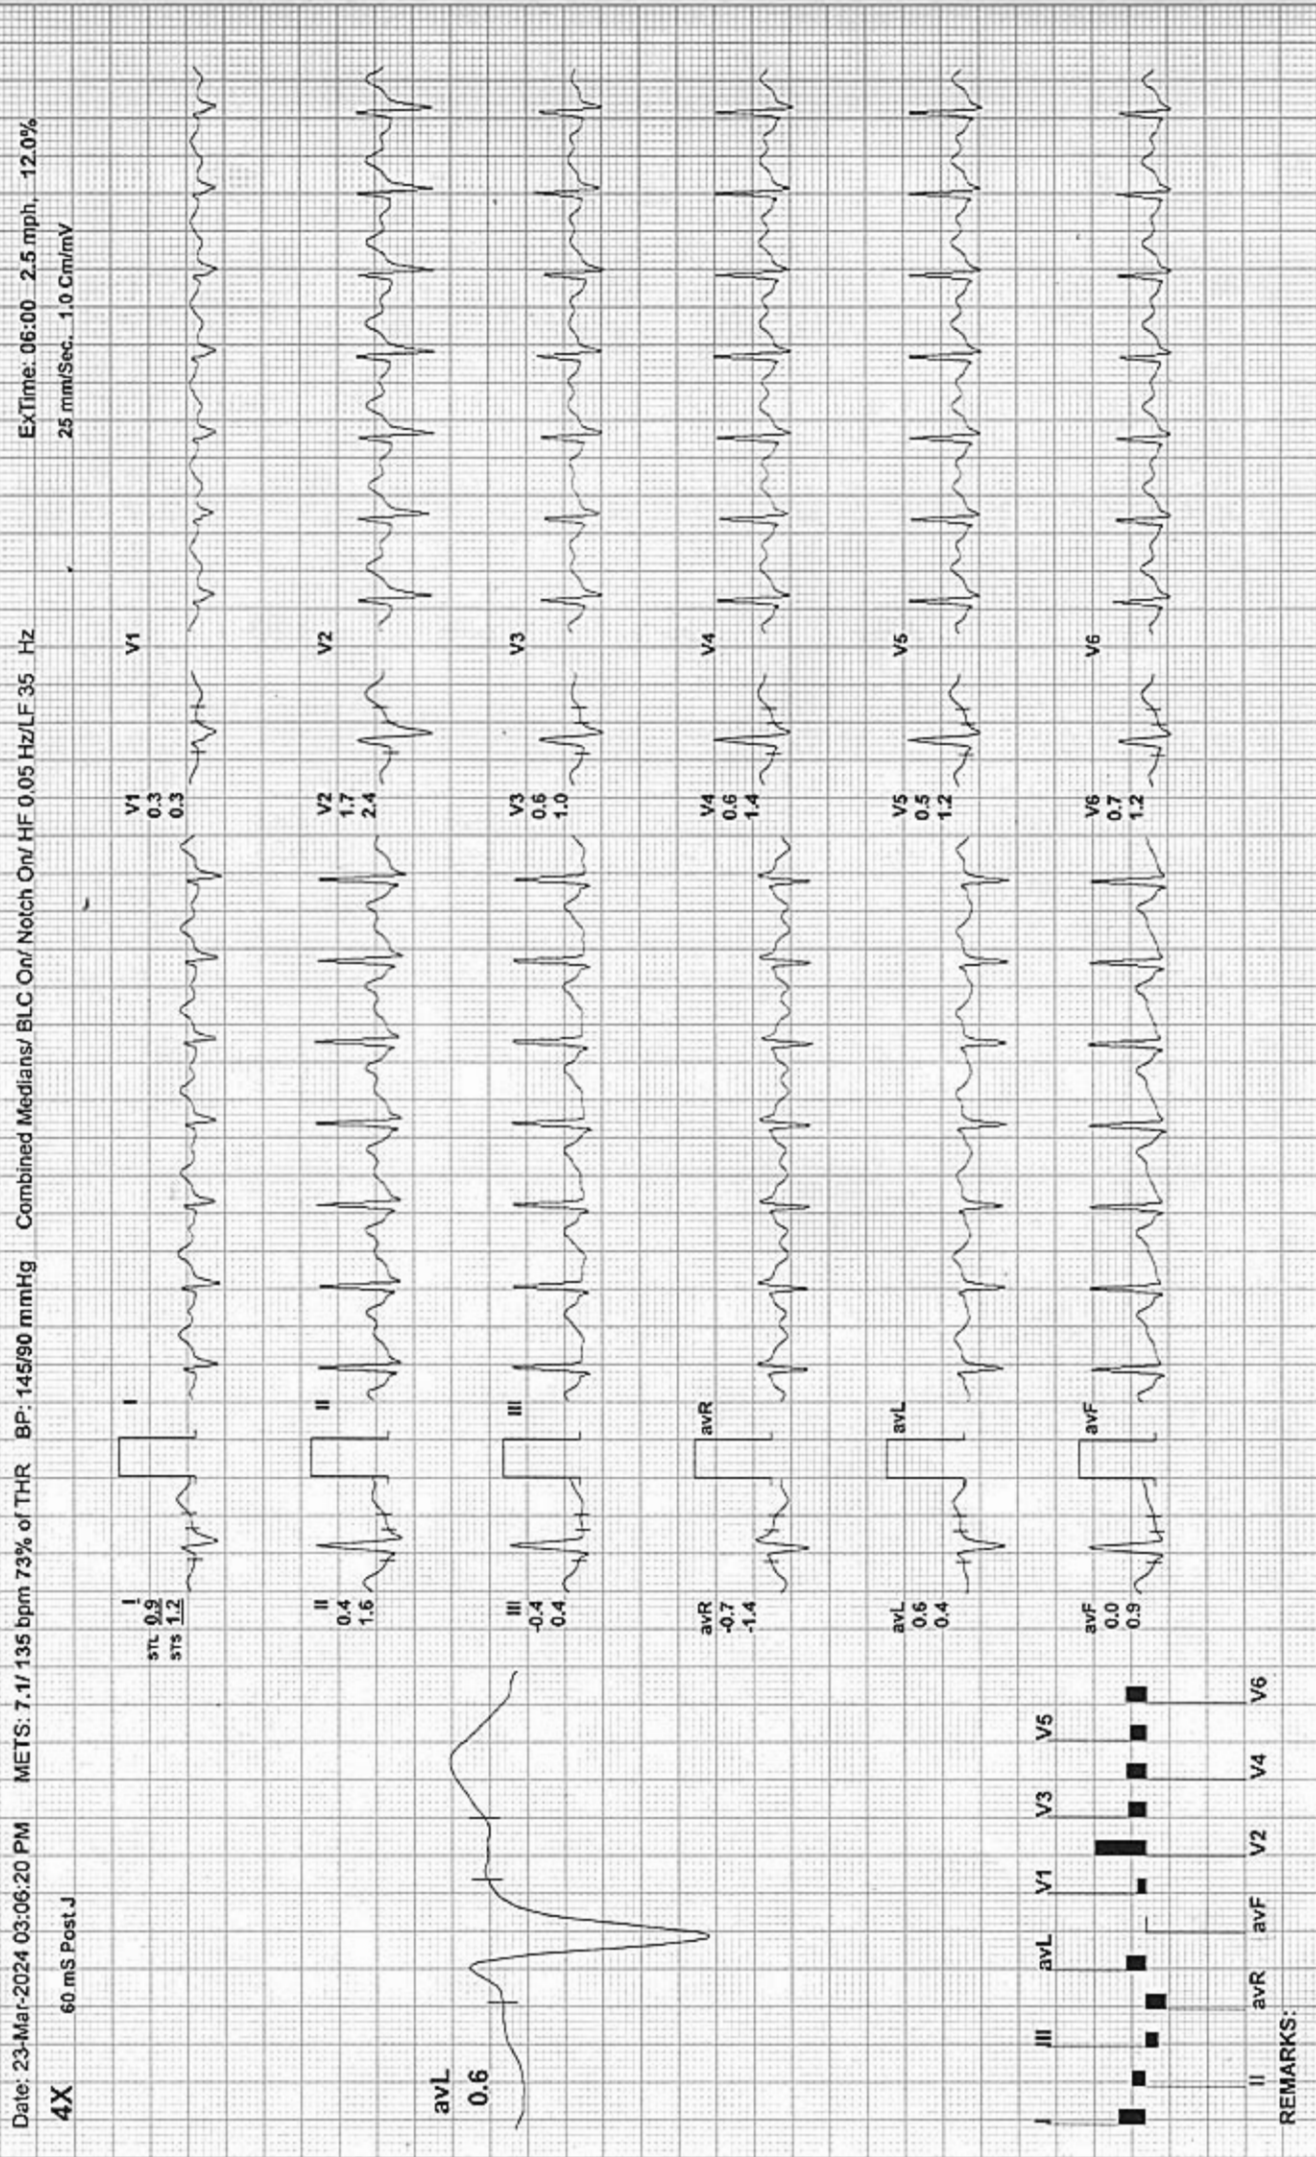 Date: 23-Mar-2024 03:06:20 PM METS: 7.1/ 135 bpm 73% of THR BP: 145/90 mmHg Combined Medians/ BLC On/ Notch On/ HF 0.05 Hz/LF 35 Hz ExTime: 06:00 2.5 mph, 12.0%
4X 60 mS Post J 25 mm/Sec. 1.0 Cm/mV
I I V1 V1
STL 0.9 0.3
STS 1.2 0.3
II II V2 V2
0.4 1.7
1.6 2.4
avL
0.6
III III V3 V3
-0.4 0.6
0.4 1.0
avR avR V4 V4
-0.7 0.6
-1.4 1.4
avL avL V5 V5
0.6 0.5
0.4 1.2
avF avF V6 V6
0.0 0.7
0.9 1.2
I III avL V1 V3 V5
II avR avF V2 V4 V6
REMARKS: